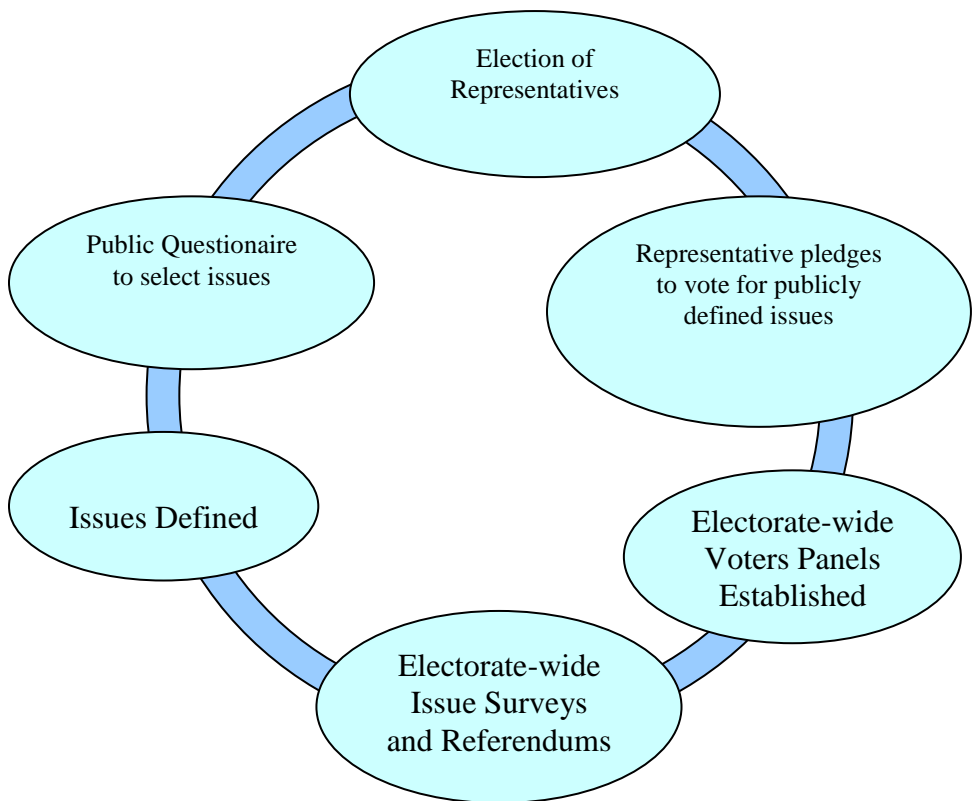 Election of
Representatives
Representative pledges
to vote for publicly
defined issues
Electorate-wide
Voters Panels
Established
Electorate-wide
Issue Surveys
and Referendums
Issues Defined
Public Questionaire
to select issues